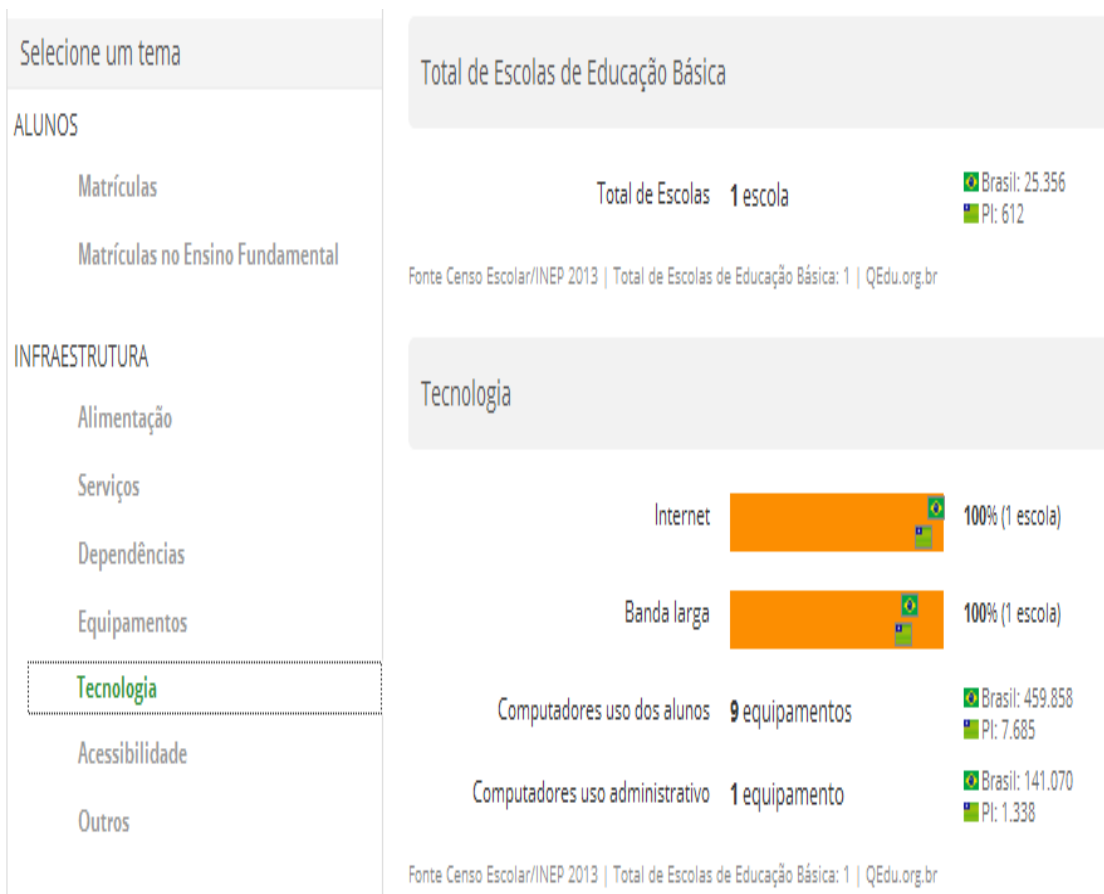 Selecione um tema
ALUNOS
Matrículas
Matrículas no Ensino Fundamental
INFRAESTRUTURA
Alimentação
Serviços
Dependências
Equipamentos
Tecnologia
Acessibilidade
Outros
Total de Escolas de Educação Básica
Total de Escolas 1 escola
Brasil: 25.356
PI: 612
Fonte Censo Escolar/INEP 2013 | Total de Escolas de Educação Básica: 1 | QEdu.org.br
Tecnologia
Internet 100% (1 escola)
Banda larga 100% (1 escola)
Computadores uso dos alunos 9 equipamentos
Brasil: 459.858
PI: 7.685
Computadores uso administrativo 1 equipamento
Brasil: 141.070
PI: 1.338
Fonte Censo Escolar/INEP 2013 | Total de Escolas de Educação Básica: 1 | QEdu.org.br